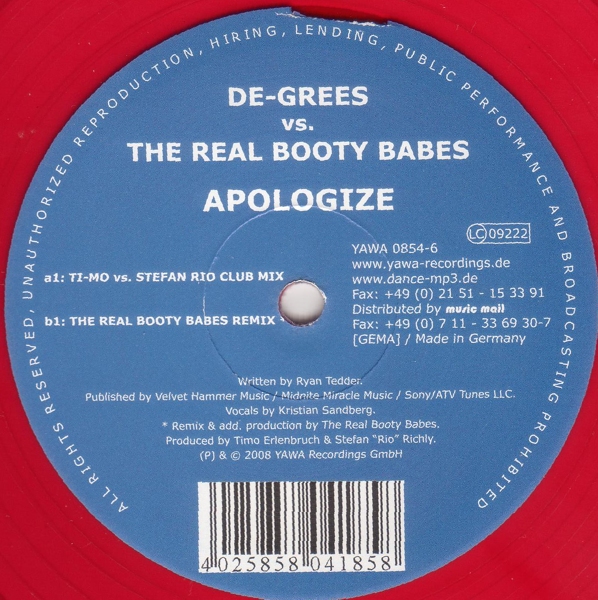 ALL RIGHTS RESERVED, UNAUTHORIZED REPRODUCTION, HIRING, LENDING, PUBLIC PERFORMANCE AND BROADCASTING PROHIBITED
DE-GREES
vs.
THE REAL BOOTY BABES
APOLOGIZE
LC 09222
a1: TI-MO vs. STEFAN RIO CLUB MIX
b1: THE REAL BOOTY BABES REMIX *
YAWA 0854-6
www.yawa-recordings.de
www.dance-mp3.de
Fax: +49 (0) 21 51 - 15 33 91
Distributed by music mail
Fax: +49 (0) 7 11 - 33 69 30-7
[GEMA] / Made in Germany
Written by Ryan Tedder.
Published by Velvet Hammer Music / Midnite Miracle Music / Sony/ATV Tunes LLC.
Vocals by Kristian Sandberg.
* Remix & add. production by The Real Booty Babes.
Produced by Timo Erlenbruch & Stefan "Rio" Richly.
(P) & © 2008 YAWA Recordings GmbH
4 025858 041858